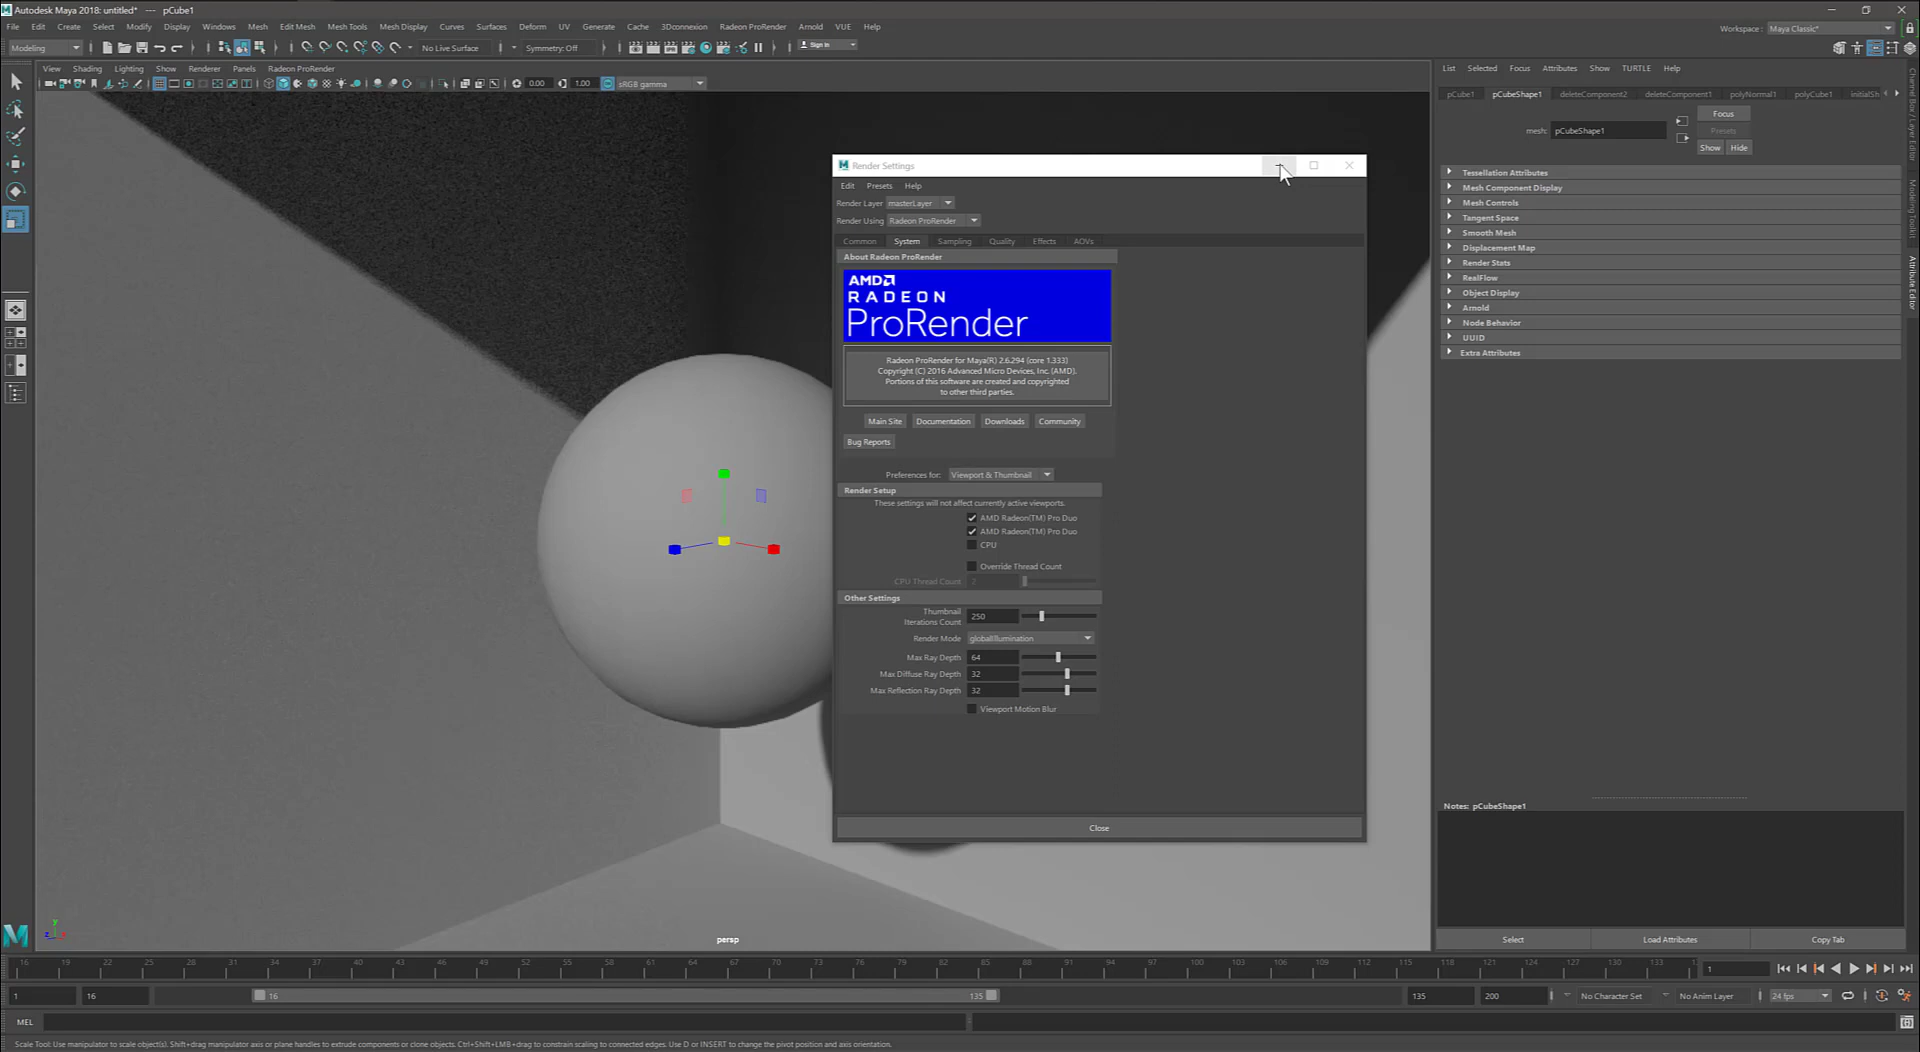 Autodesk Maya 2018: untitled* --- pCube1
File Edit Create Select Modify Display Windows Mesh Edit Mesh Mesh Tools Mesh Display Curves Surfaces Deform UV Generate Cache 3Dconnexion Radeon ProRender Arnold VUE Help
Workspace: Maya Classic*
Modeling No Live Surface Symmetry: Off Sign In
View Shading Lighting Show Renderer Panels Radeon ProRender
0.00 1.00 sRGB gamma
Render Settings
Edit Presets Help
Render Layer masterLayer
Render Using Radeon ProRender
Common System Sampling Quality Effects AOVs
About Radeon ProRender
AMD
RADEON
ProRender
Radeon ProRender for Maya(R) 2.6.294 (core 1.333)
Copyright (C) 2016 Advanced Micro Devices, Inc. (AMD).
Portions of this software are created and copyrighted
to other third parties.
Main Site Documentation Downloads Community
Bug Reports
Preferences for: Viewport & Thumbnail
Render Setup
These settings will not affect currently active viewports.
AMD Radeon(TM) Pro Duo
AMD Radeon(TM) Pro Duo
CPU
Override Thread Count
CPU Thread Count 2
Other Settings
Thumbnail
Iterations Count 250
Render Mode globalIllumination
Max Ray Depth 64
Max Diffuse Ray Depth 32
Max Reflection Ray Depth 32
Viewport Motion Blur
Close
persp
y
z x
List Selected Focus Attributes Show TURTLE Help
pCube1 pCubeShape1 deleteComponent2 deleteComponent1 polyNormal1 polyCube1 initialSh
Focus
mesh: pCubeShape1
Presets
Show Hide
Tessellation Attributes
Mesh Component Display
Mesh Controls
Tangent Space
Smooth Mesh
Displacement Map
Render Stats
RealFlow
Object Display
Arnold
Node Behavior
UUID
Extra Attributes
Notes: pCubeShape1
Select Load Attributes Copy Tab
Channel Box / Layer Editor
Modeling Toolkit
Attribute Editor
16 19 22 25 28 31 34 37 40 43 46 49 52 55 58 61 64 67 70 73 76 79 82 85 88 91 94 97 100 103 106 109 112 115 118 121 124 127 130 133 1
1 16 16 135 135 200 No Character Set No Anim Layer 24 fps
MEL
Scale Tool: Use manipulator to scale object(s). Shift+drag manipulator axis or plane handles to extrude components or clone objects. Ctrl+Shift+LMB+drag to constrain scaling to connected edges. Use D or INSERT to change the pivot position and axis orientation.